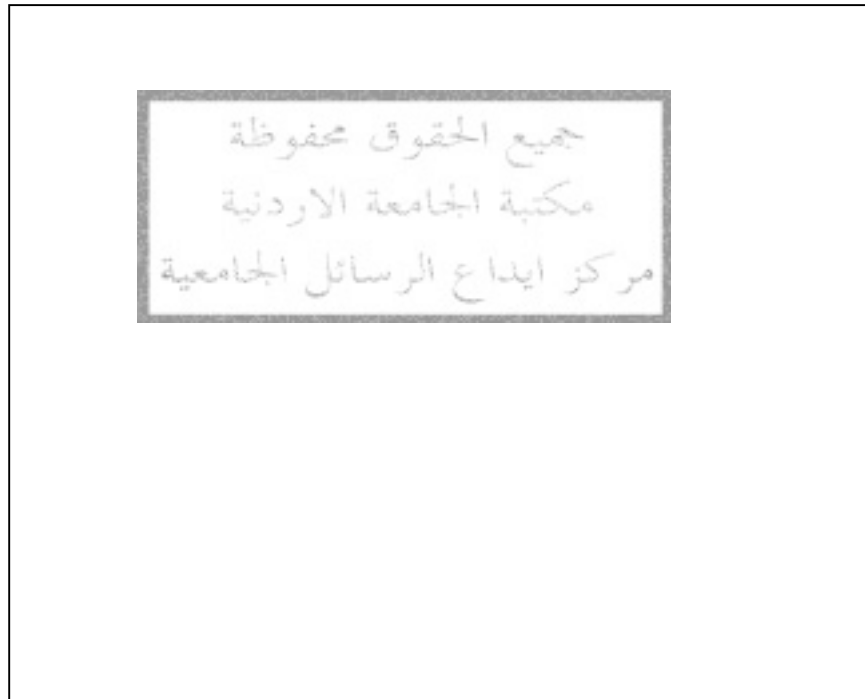 جميع الحقوق محفوظة
مكتبة الجامعة الاردنية
مركز ايداع الرسائل الجامعية